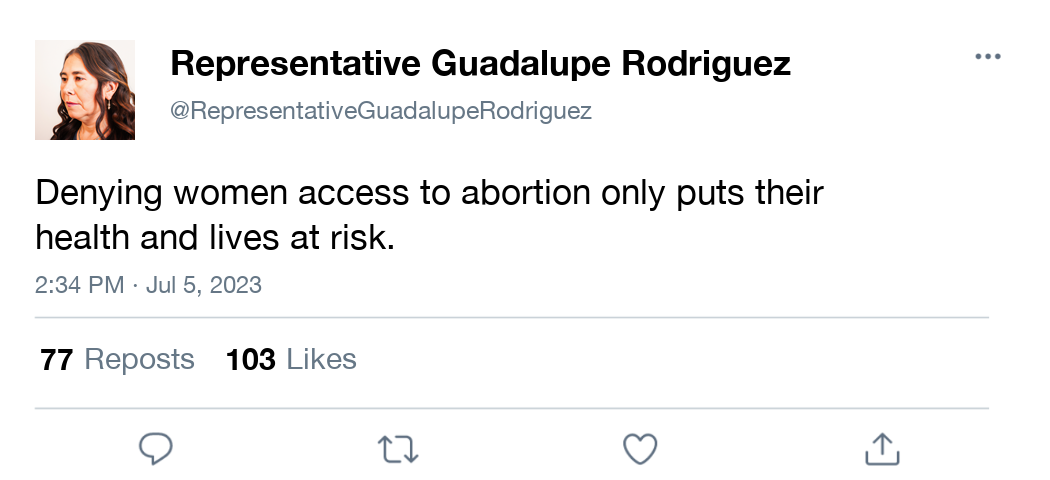 Representative Guadalupe Rodriguez
@RepresentativeGuadalupeRodriguez
Denying women access to abortion only puts their
health and lives at risk.
2:34 PM · Jul 5, 2023
77 Reposts 103 Likes